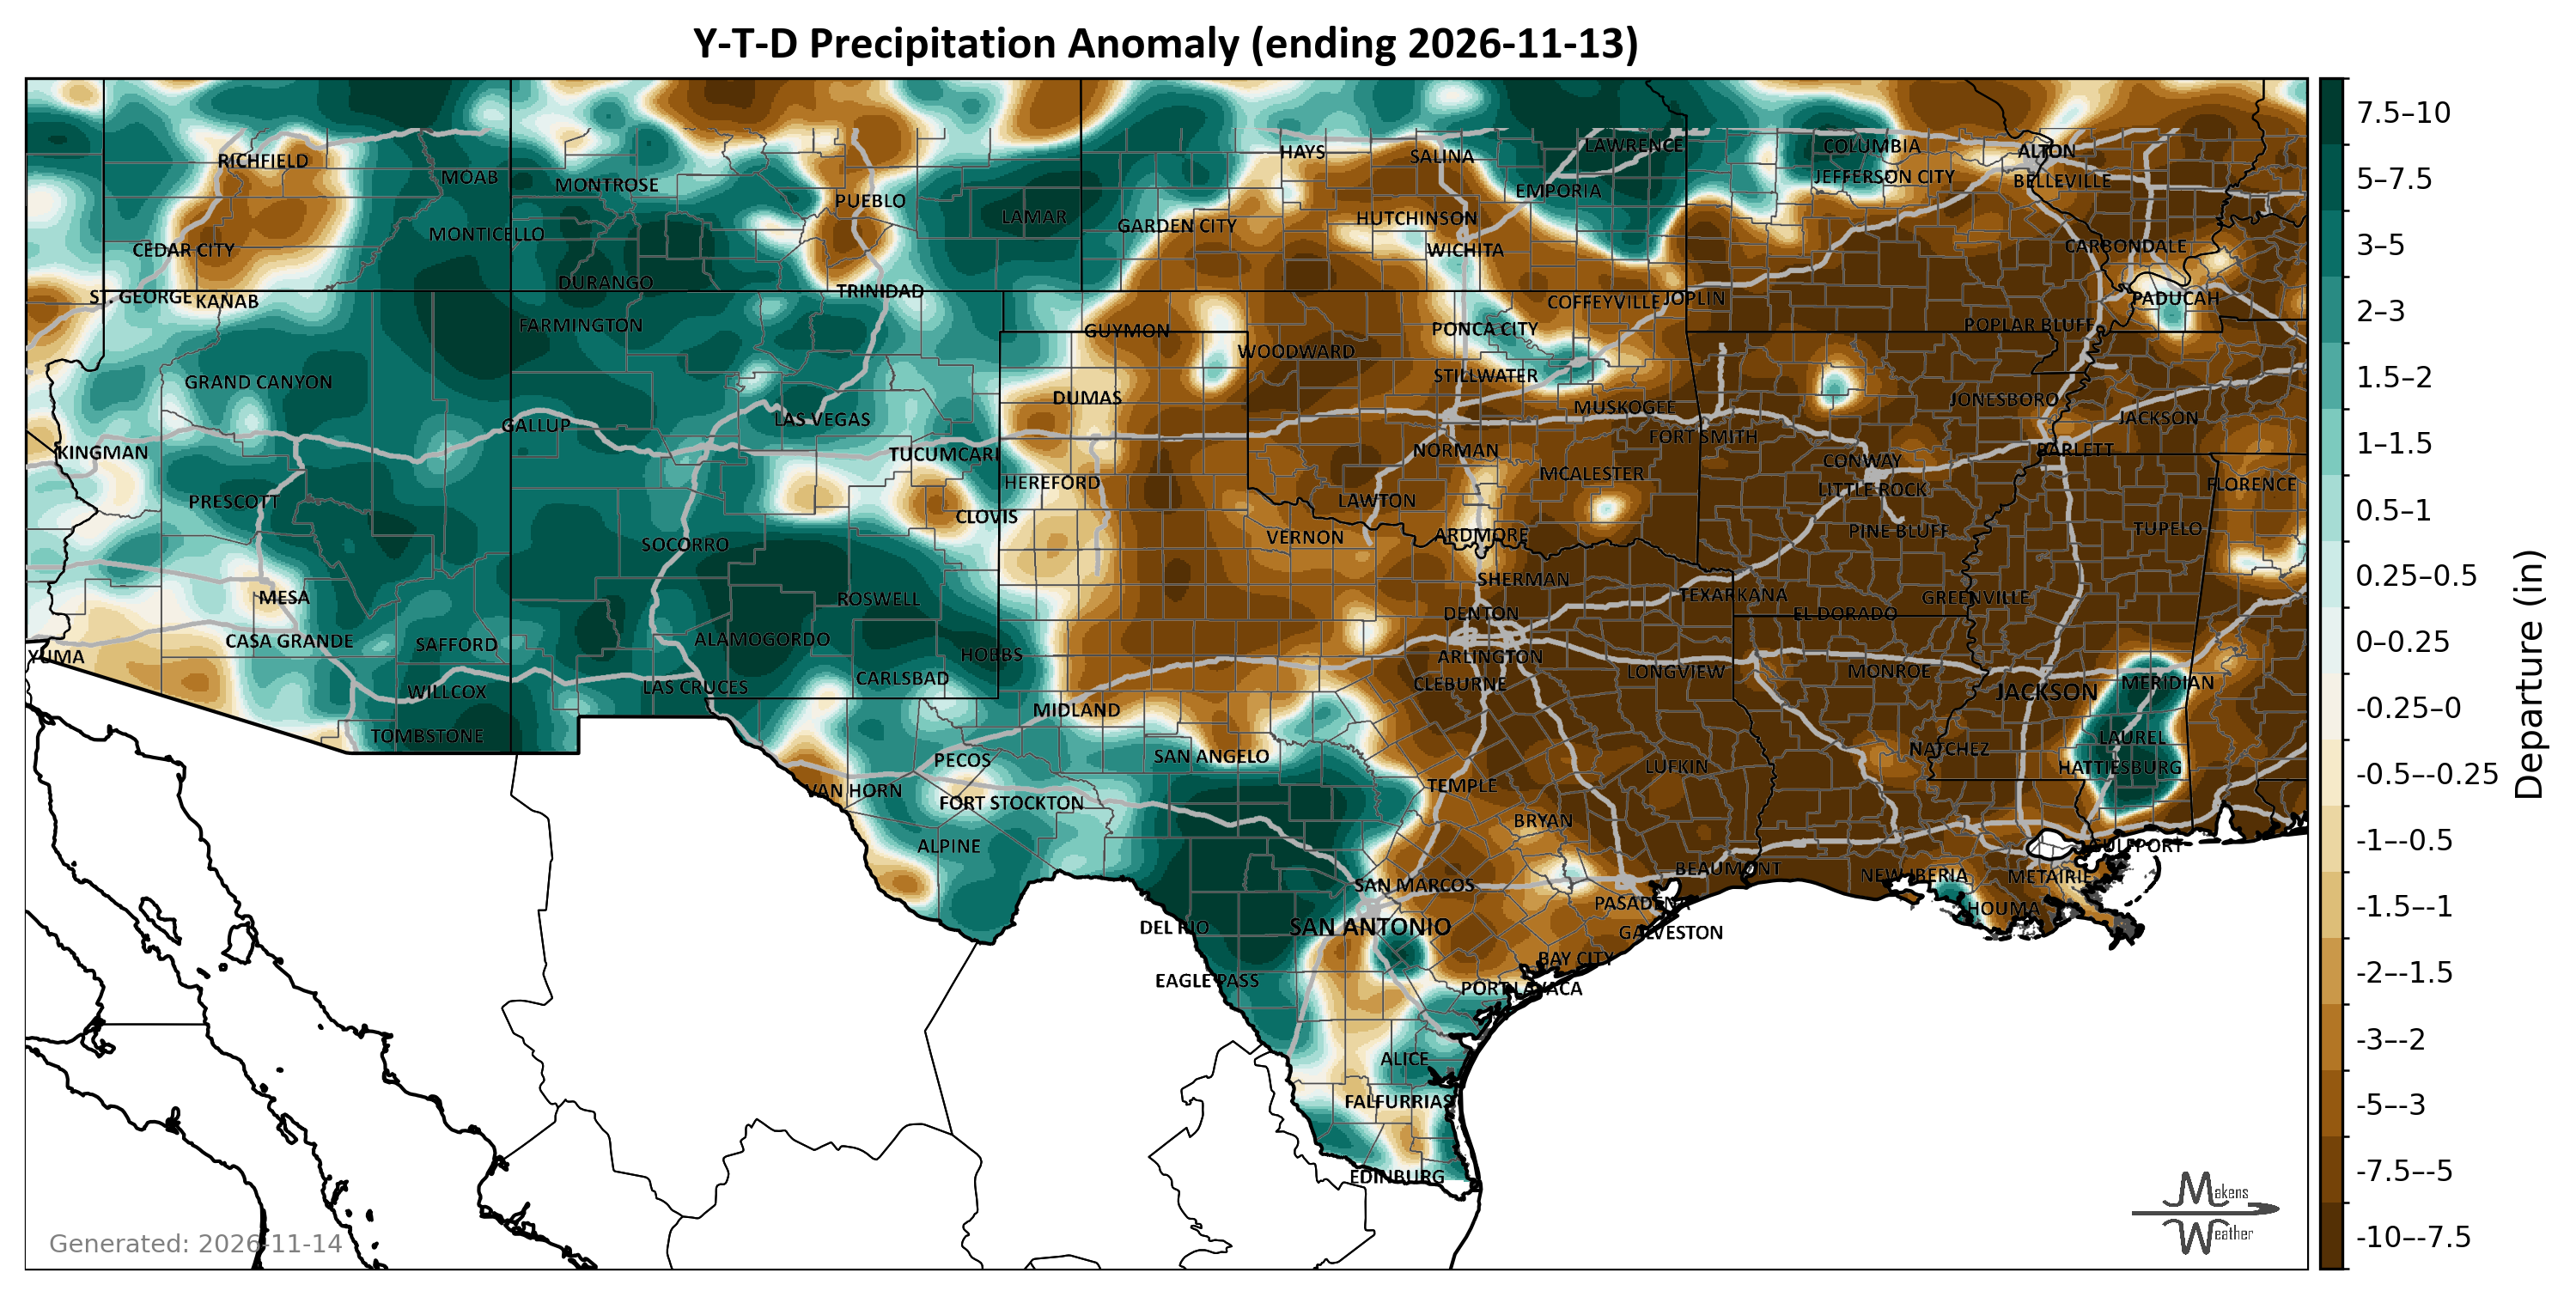 Y-T-D Precipitation Anomaly (ending 2026-11-13)
RICHFIELD
MOAB
MONTROSE
PUEBLO
LAMAR
HAYS
SALINA
LAWRENCE
COLUMBIA
ALTON
JEFFERSON CITY
BELLEVILLE
EMPORIA
GARDEN CITY
HUTCHINSON
CEDAR CITY
MONTICELLO
WICHITA
CARBONDALE
DURANGO
ST. GEORGE
KANAB
TRINIDAD
COFFEYVILLE
JOPLIN
PADUCAH
FARMINGTON
GUYMON
PONCA CITY
POPLAR BLUFF
WOODWARD
GRAND CANYON
STILLWATER
DUMAS
MUSKOGEE
JONESBORO
JACKSON
GALLUP
LAS VEGAS
FORT SMITH
KINGMAN
TUCUMCARI
NORMAN
BARLETT
CONWAY
HEREFORD
MCALESTER
FLORENCE
PRESCOTT
LAWTON
LITTLE ROCK
CLOVIS
VERNON
ARDMORE
PINE BLUFF
TUPELO
SOCORRO
SHERMAN
MESA
ROSWELL
TEXARKANA
GREENVILLE
DENTON
EL DORADO
CASA GRANDE
SAFFORD
ALAMOGORDO
YUMA
HOBBS
ARLINGTON
LONGVIEW
MONROE
WILLCOX
LAS CRUCES
CARLSBAD
CLEBURNE
JACKSON
MERIDIAN
MIDLAND
TOMBSTONE
LAUREL
PECOS
SAN ANGELO
NATCHEZ
LUFKIN
HATTIESBURG
VAN HORN
FORT STOCKTON
TEMPLE
BRYAN
ALPINE
GULFPORT
BEAUMONT
SAN MARCOS
NEW IBERIA
METAIRIE
PASADENA
HOUMA
DEL RIO
SAN ANTONIO
GALVESTON
BAY CITY
EAGLE PASS
PORT LAVACA
ALICE
FALFURRIAS
EDINBURG
7.5–10
5–7.5
3–5
2–3
1.5–2
1–1.5
0.5–1
0.25–0.5
0–0.25
-0.25–0
-0.5–-0.25
-1–-0.5
-1.5–-1
-2–-1.5
-3–-2
-5–-3
-7.5–-5
-10–-7.5
Departure (in)
Generated: 2026-11-14
Makens
Weather